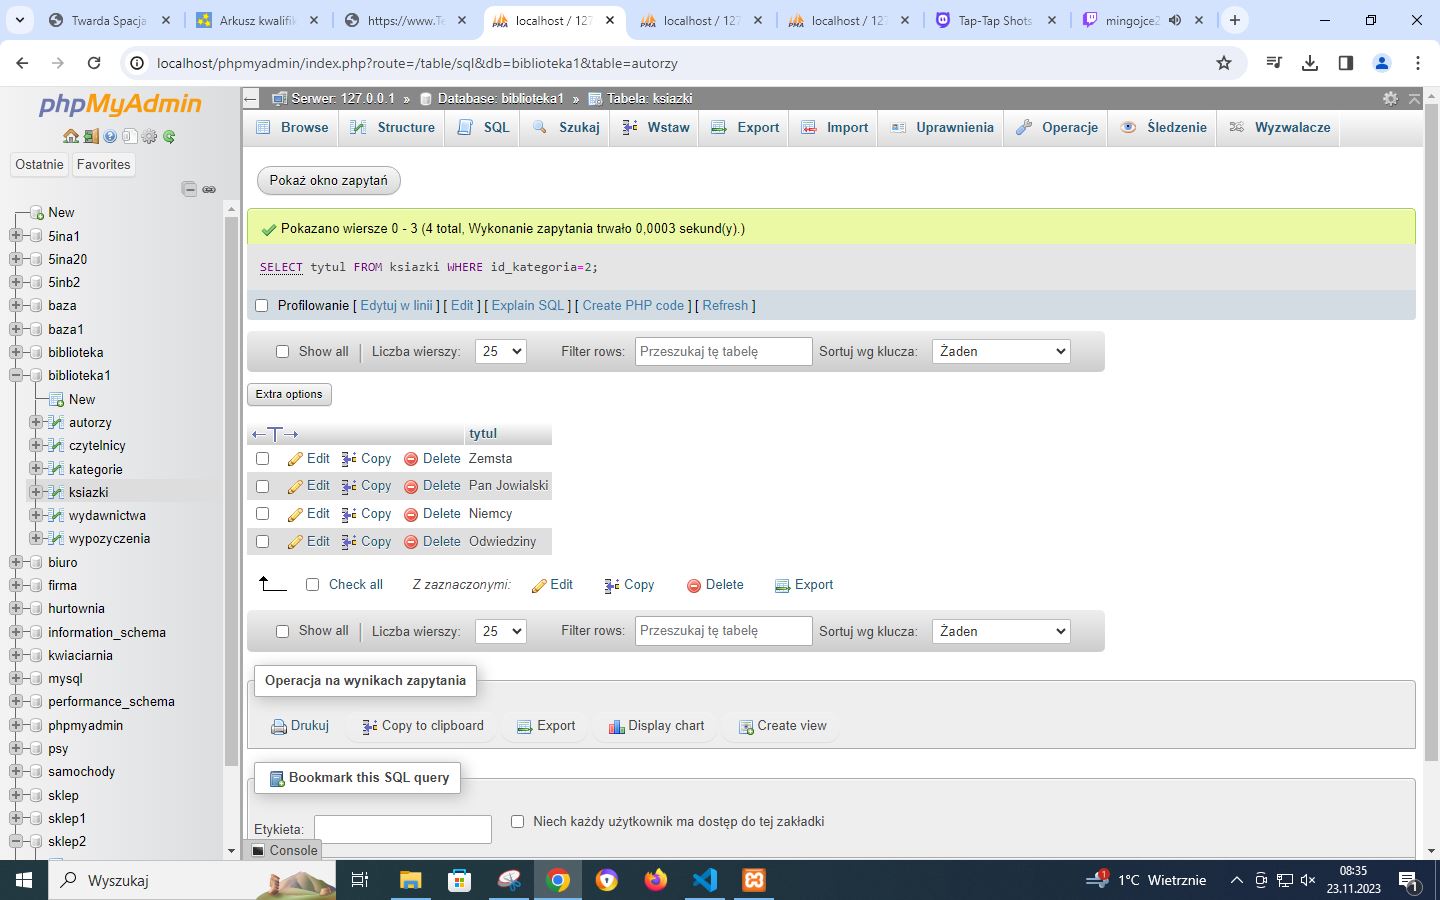 Twarda Spacja
Arkusz kwalifik
https://www.Te
localhost / 127
localhost / 127
localhost / 127
Tap-Tap Shots
mingojce2
localhost/phpmyadmin/index.php?route=/table/sql&db=biblioteka1&table=autorzy
phpMyAdmin
Ostatnie Favorites
New
5ina1
5ina20
5inb2
baza
baza1
biblioteka
biblioteka1
New
autorzy
czytelnicy
kategorie
ksiazki
wydawnictwa
wypozyczenia
biuro
firma
hurtownia
information_schema
kwiaciarnia
mysql
performance_schema
phpmyadmin
psy
samochody
sklep
sklep1
sklep2
Serwer: 127.0.0.1 » Database: biblioteka1 » Tabela: ksiazki
Browse Structure SQL Szukaj Wstaw Export Import Uprawnienia Operacje Śledzenie Wyzwalacze
Pokaż okno zapytań
Pokazano wiersze 0 - 3 (4 total, Wykonanie zapytania trwało 0,0003 sekund(y).)
SELECT tytul FROM ksiazki WHERE id_kategoria=2;
Profilowanie [ Edytuj w linii ] [ Edit ] [ Explain SQL ] [ Create PHP code ] [ Refresh ]
Show all Liczba wierszy: 25 Filter rows: Przeszukaj tę tabelę Sortuj wg klucza: Żaden
Extra options
←T→ tytul
Edit Copy Delete Zemsta
Edit Copy Delete Pan Jowialski
Edit Copy Delete Niemcy
Edit Copy Delete Odwiedziny
Check all Z zaznaczonymi: Edit Copy Delete Export
Show all Liczba wierszy: 25 Filter rows: Przeszukaj tę tabelę Sortuj wg klucza: Żaden
Operacja na wynikach zapytania
Drukuj Copy to clipboard Export Display chart Create view
Bookmark this SQL query
Etykieta: Niech każdy użytkownik ma dostęp do tej zakładki
Console
Wyszukaj
1
1°C Wietrznie
08:35
23.11.2023
1